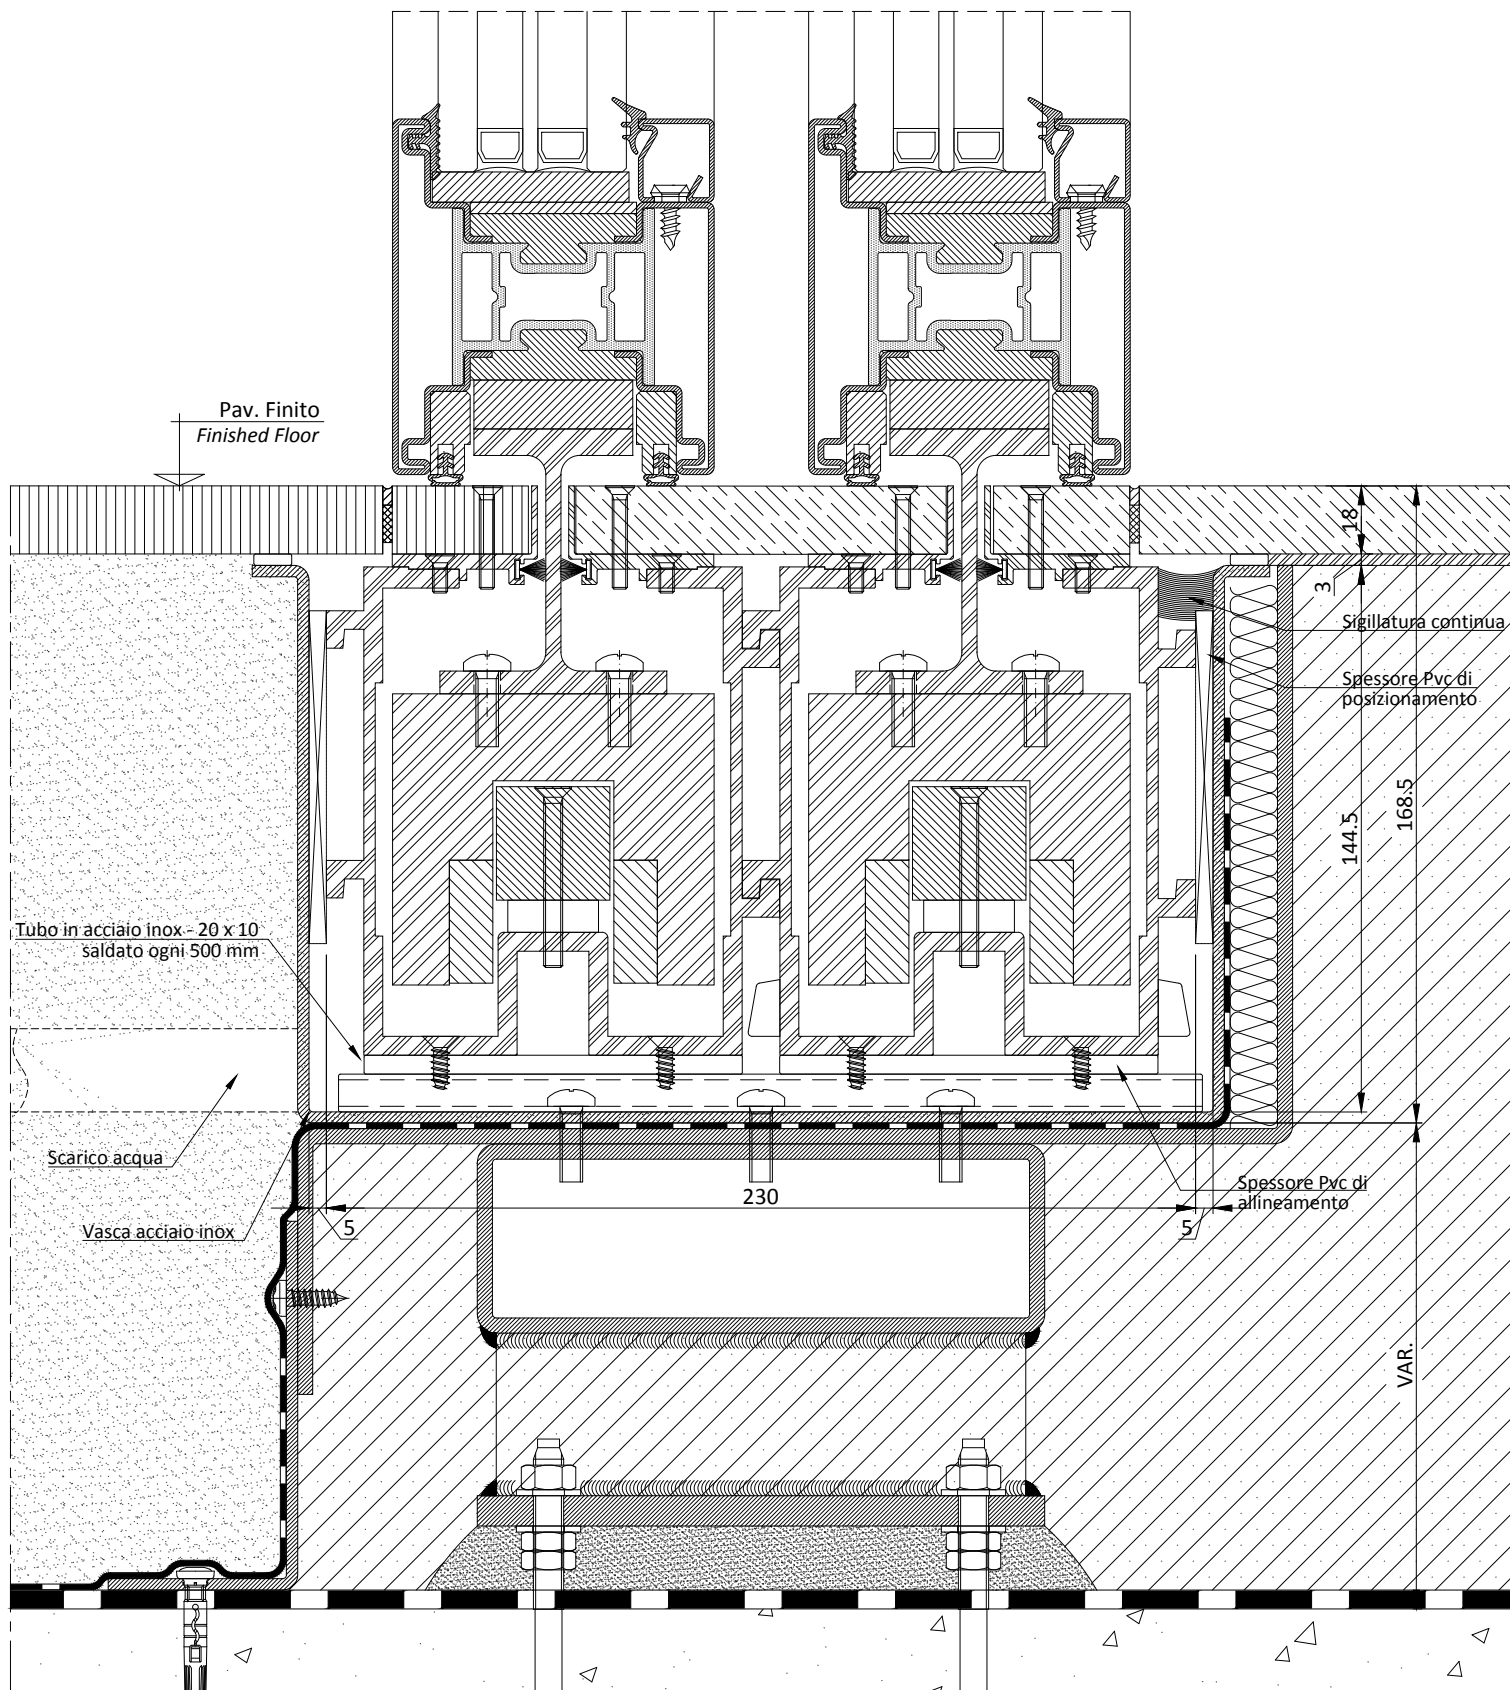 Pav. Finito
Finished Floor
18
3
Sigillatura continua
Spessore Pvc di
posizionamento
168.5
144.5
Tubo in acciaio inox - 20 x 10
saldato ogni 500 mm
Scarico acqua
Spessore Pvc di
allineamento
230
Vasca acciaio inox
5
5
VAR.